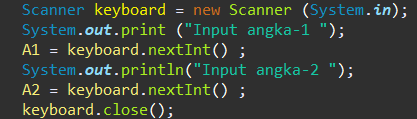 Scanner keyboard = new Scanner (System.in);
System.out.print ("Input angka-1 ");
A1 = keyboard.nextInt() ;
System.out.println("Input angka-2 ");
A2 = keyboard.nextInt() ;
keyboard.close();